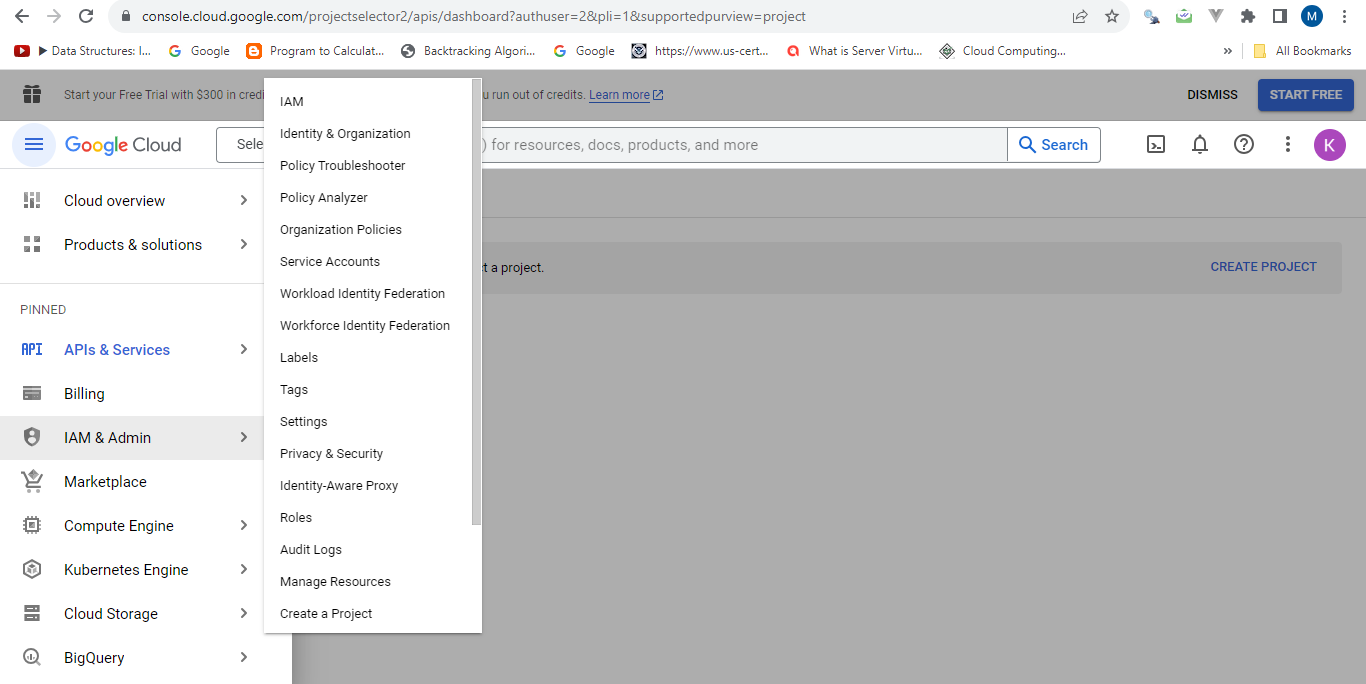 console.cloud.google.com/projectselector2/apis/dashboard?authuser=2&pli=1&supportedpurview=project
M
▶ Data Structures: I... Google Program to Calculat... Backtracking Algori... Google https://www.us-cert... What is Server Virtu... Cloud Computing... » All Bookmarks
Start your Free Trial with $300 in credi
u run out of credits. Learn more
DISMISS
START FREE
Google Cloud
Sele
) for resources, docs, products, and more
Search
K
Cloud overview
Products & solutions
PINNED
API APIs & Services
Billing
IAM & Admin
Marketplace
Compute Engine
Kubernetes Engine
Cloud Storage
BigQuery
IAM
Identity & Organization
Policy Troubleshooter
Policy Analyzer
Organization Policies
Service Accounts
Workload Identity Federation
Workforce Identity Federation
Labels
Tags
Settings
Privacy & Security
Identity-Aware Proxy
Roles
Audit Logs
Manage Resources
Create a Project
t a project.
CREATE PROJECT